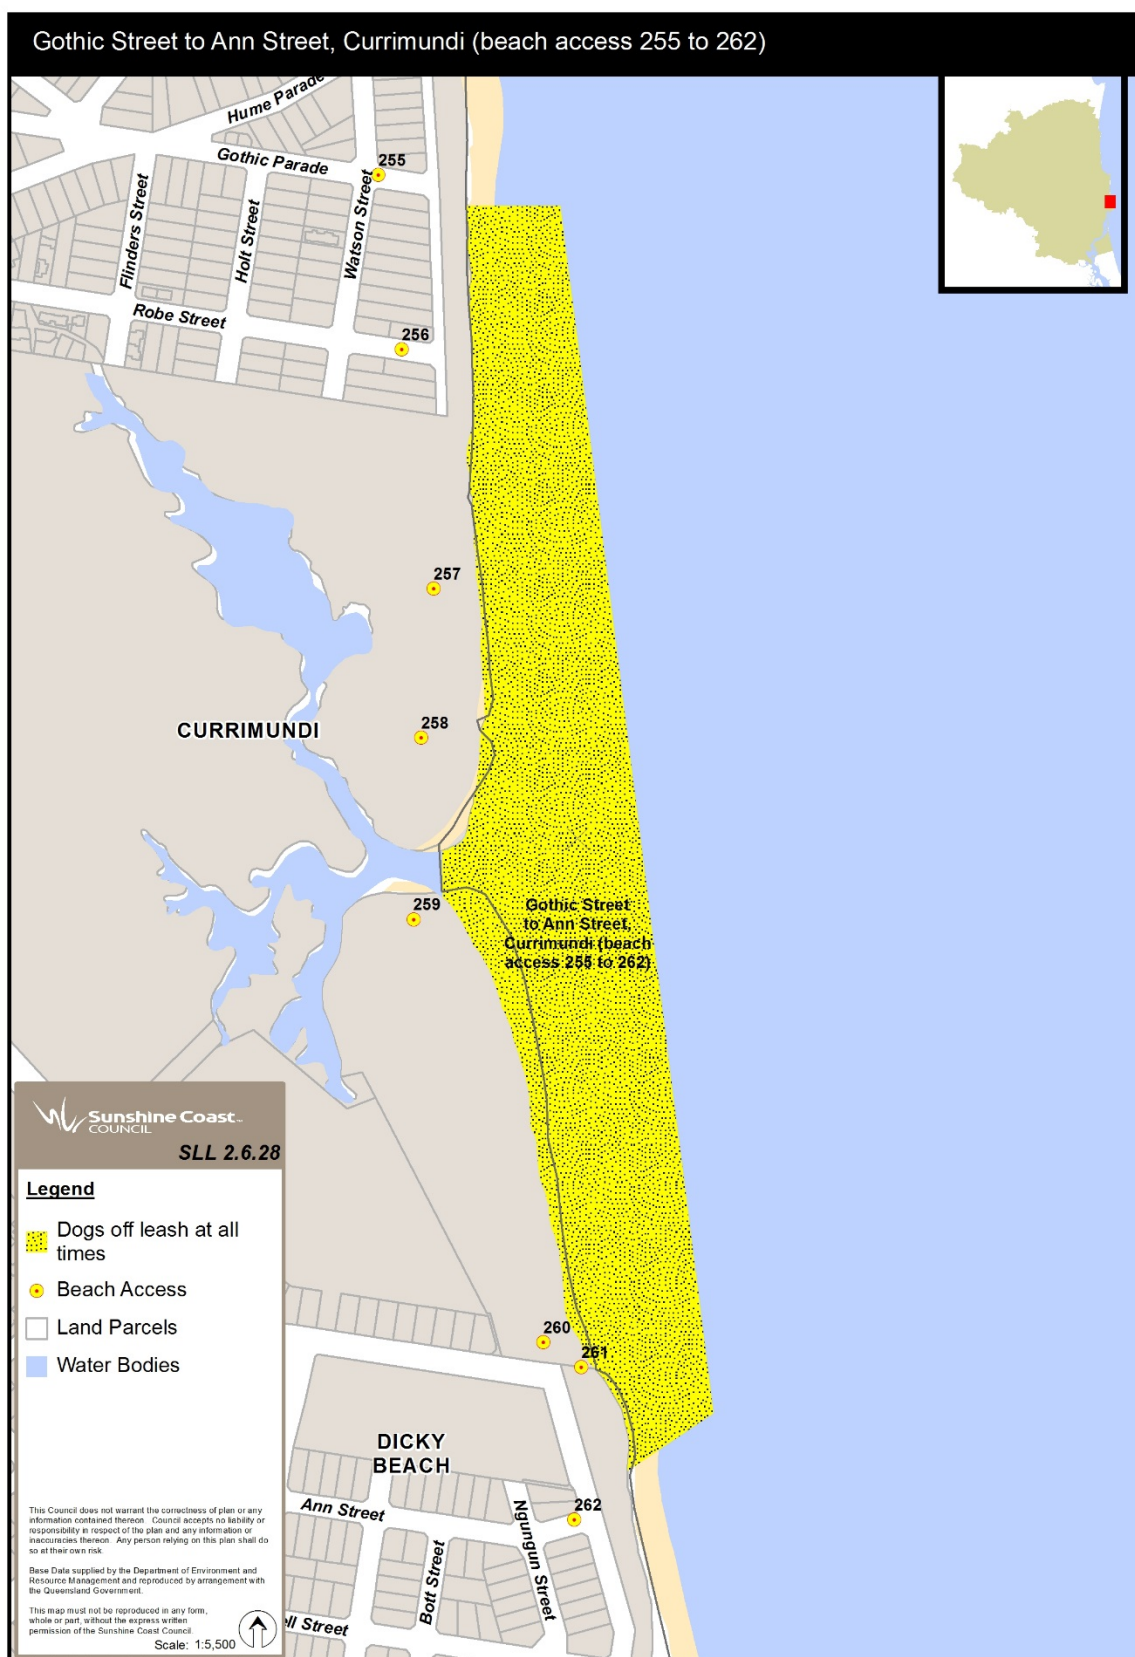 Gothic Street to Ann Street, Currimundi (beach access 255 to 262)
Hume Parade
Gothic Parade
255
Flinders Street
Holt Street
Watson Street
Robe Street
256
257
CURRIMUNDI
258
259
Gothic Street
to Ann Street,
Currimundi (beach
access 255 to 262)
Sunshine Coast™
COUNCIL
SLL 2.6.28
Legend
Dogs off leash at all
times
Beach Access
Land Parcels
Water Bodies
260
261
DICKY
BEACH
Ann Street
262
Ngungun Street
Bott Street
ell Street
This Council does not warrant the correctness of plan or any
information contained thereon. Council accepts no liability or
responsibility in respect of the plan and any information or
inaccuracies thereon. Any person relying on this plan shall do
so at their own risk.
Base Data supplied by the Department of Environment and
Resource Management and reproduced by arrangement with
the Queensland Government.
This map must not be reproduced in any form,
whole or part, without the express written
permission of the Sunshine Coast Council.
Scale: 1:5,500